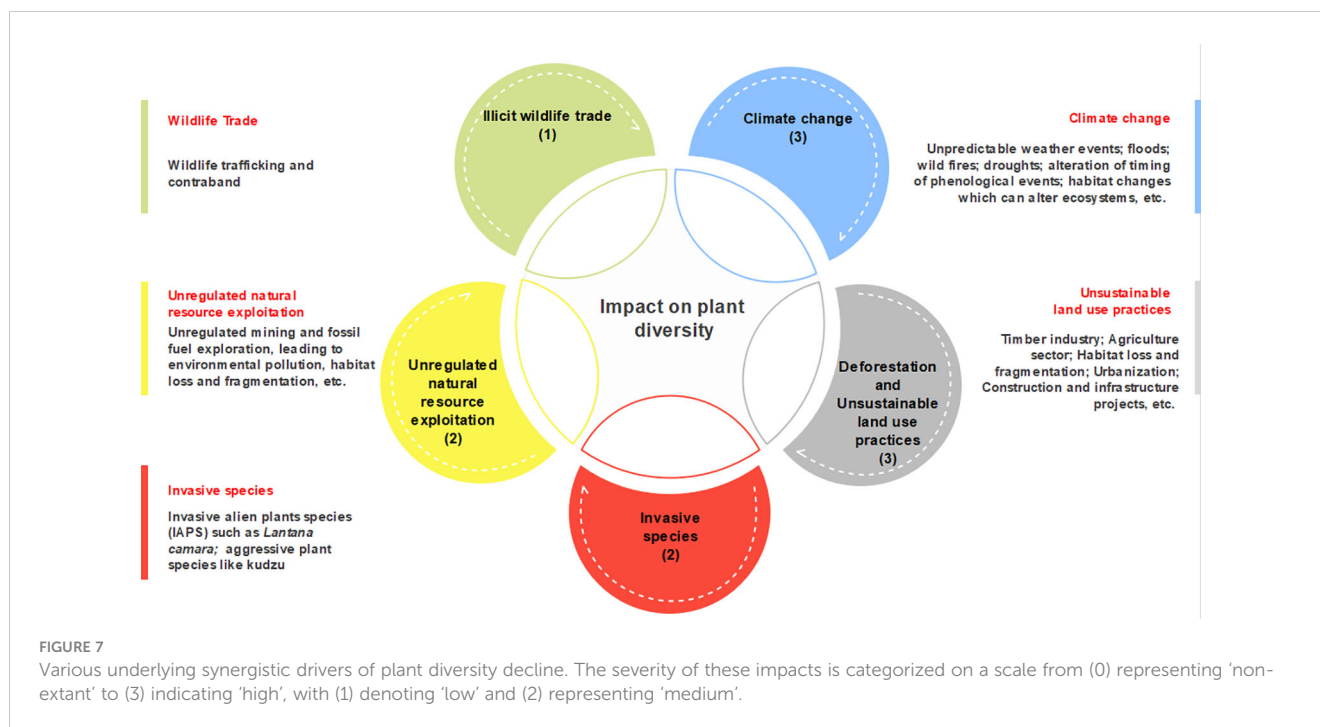 Illicit wildlife trade
(1)
Climate change
(3)
Wildlife Trade
Wildlife trafficking and
contraband
Climate change
Unpredictable weather events; floods;
wild fires; droughts; alteration of timing
of phenological events; habitat changes
which can alter ecosystems, etc.
Unregulated natural
resource exploitation
Unregulated mining and fossil
fuel exploration, leading to
environmental pollution, habitat
loss and fragmentation, etc.
Unregulated
natural
resource
exploitation
(2)
Impact on plant
diversity
Deforestation
and
Unsustainable
land use
practices
(3)
Unsustainable
land use practices
Timber industry; Agriculture
sector; Habitat loss and
fragmentation; Urbanization;
Construction and infrastructure
projects, etc.
Invasive species
Invasive alien plants species
(IAPS) such as Lantana
camara; aggressive plant
species like kudzu
Invasive
species
(2)
FIGURE 7
Various underlying synergistic drivers of plant diversity decline. The severity of these impacts is categorized on a scale from (0) representing ‘non-
extant’ to (3) indicating ‘high’, with (1) denoting ‘low’ and (2) representing ‘medium’.